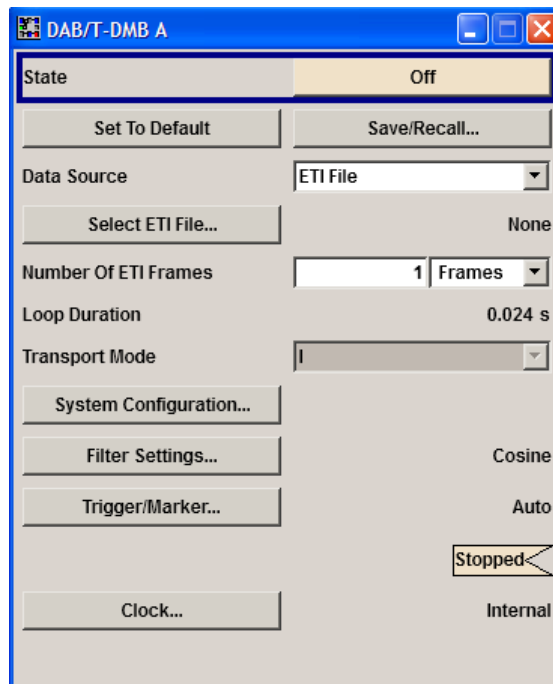 DAB/T-DMB A
State Off
Set To Default Save/Recall...
Data Source ETI File
Select ETI File... None
Number Of ETI Frames 1 Frames
Loop Duration 0.024 s
Transport Mode I
System Configuration...
Filter Settings... Cosine
Trigger/Marker... Auto
Stopped
Clock... Internal